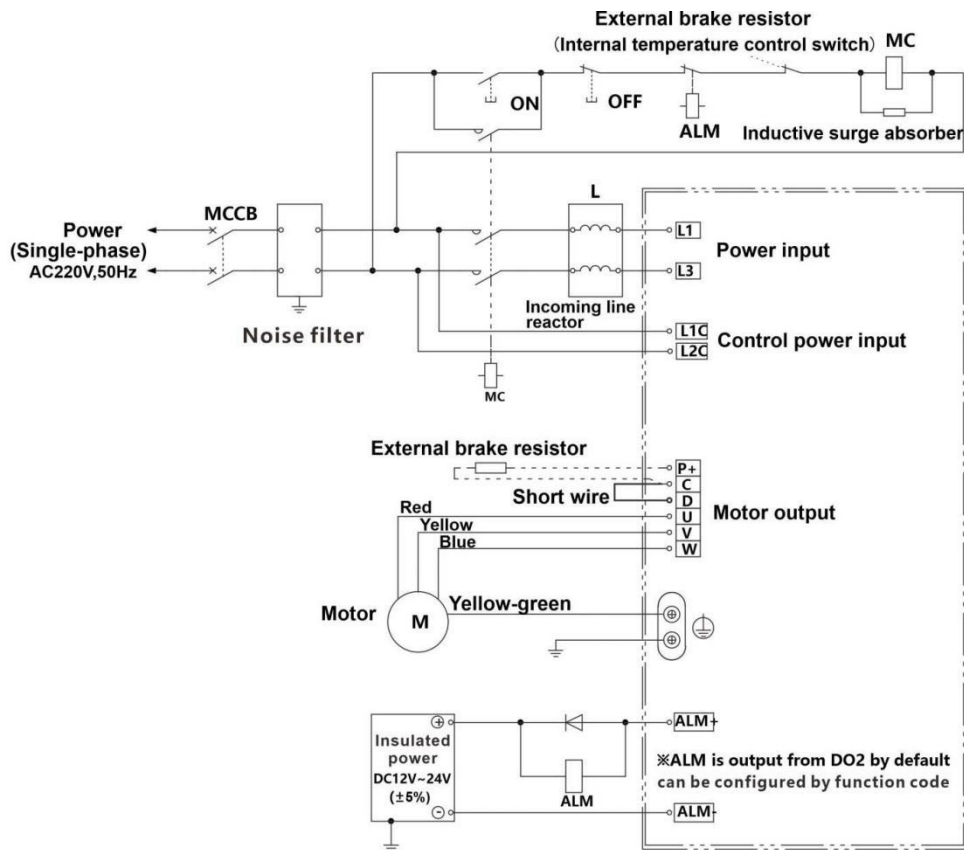 External brake resistor
(Internal temperature control switch)
MC
ON
OFF
ALM
Inductive surge absorber
MCCB
L
Power
(Single-phase)
AC220V,50Hz
L1
Power input
L3
Noise filter
Incoming line
reactor
L1C
Control power input
L2C
MC
External brake resistor
P+
C
Short wire
D
Red
U
Motor output
Yellow
V
Blue
W
Motor
M
Yellow-green
Insulated
power
DC12V~24V
(±5%)
ALM
ALM+
※ALM is output from DO2 by default
can be configured by function code
ALM-